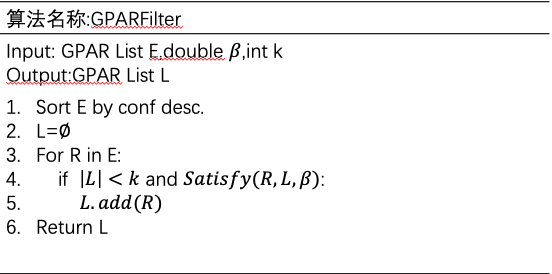 算法名称:GPARFilter
Input: GPAR List E,double β,int k
Output:GPAR List L
1. Sort E by conf desc.
2. L=∅
3. For R in E:
4. if |L| < k and Satisfy(R, L, β):
5. L.add(R)
6. Return L